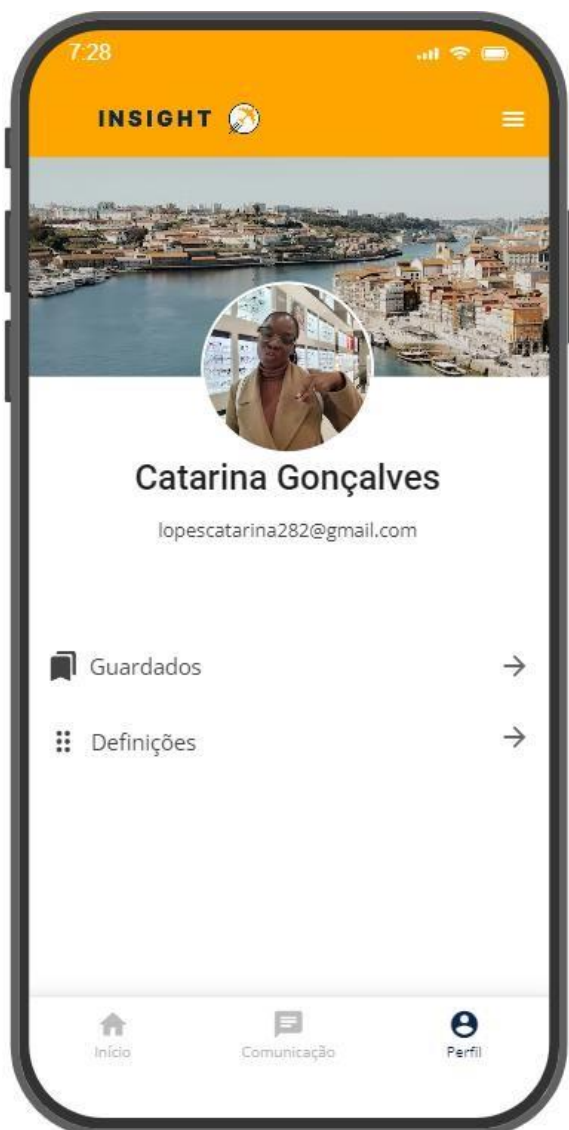 7:28
INSIGHT
Catarina Gonçalves
lopescatarina282@gmail.com
Guardados
Definições
Início Comunicação Perfil